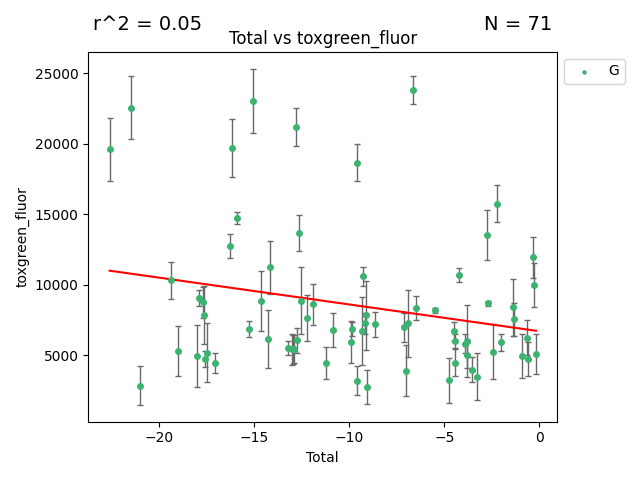 r^2 = 0.05
N = 71
Total vs toxgreen_fluor
G
25000
20000
15000
10000
5000
toxgreen_fluor
−20
−15
−10
−5
0
Total